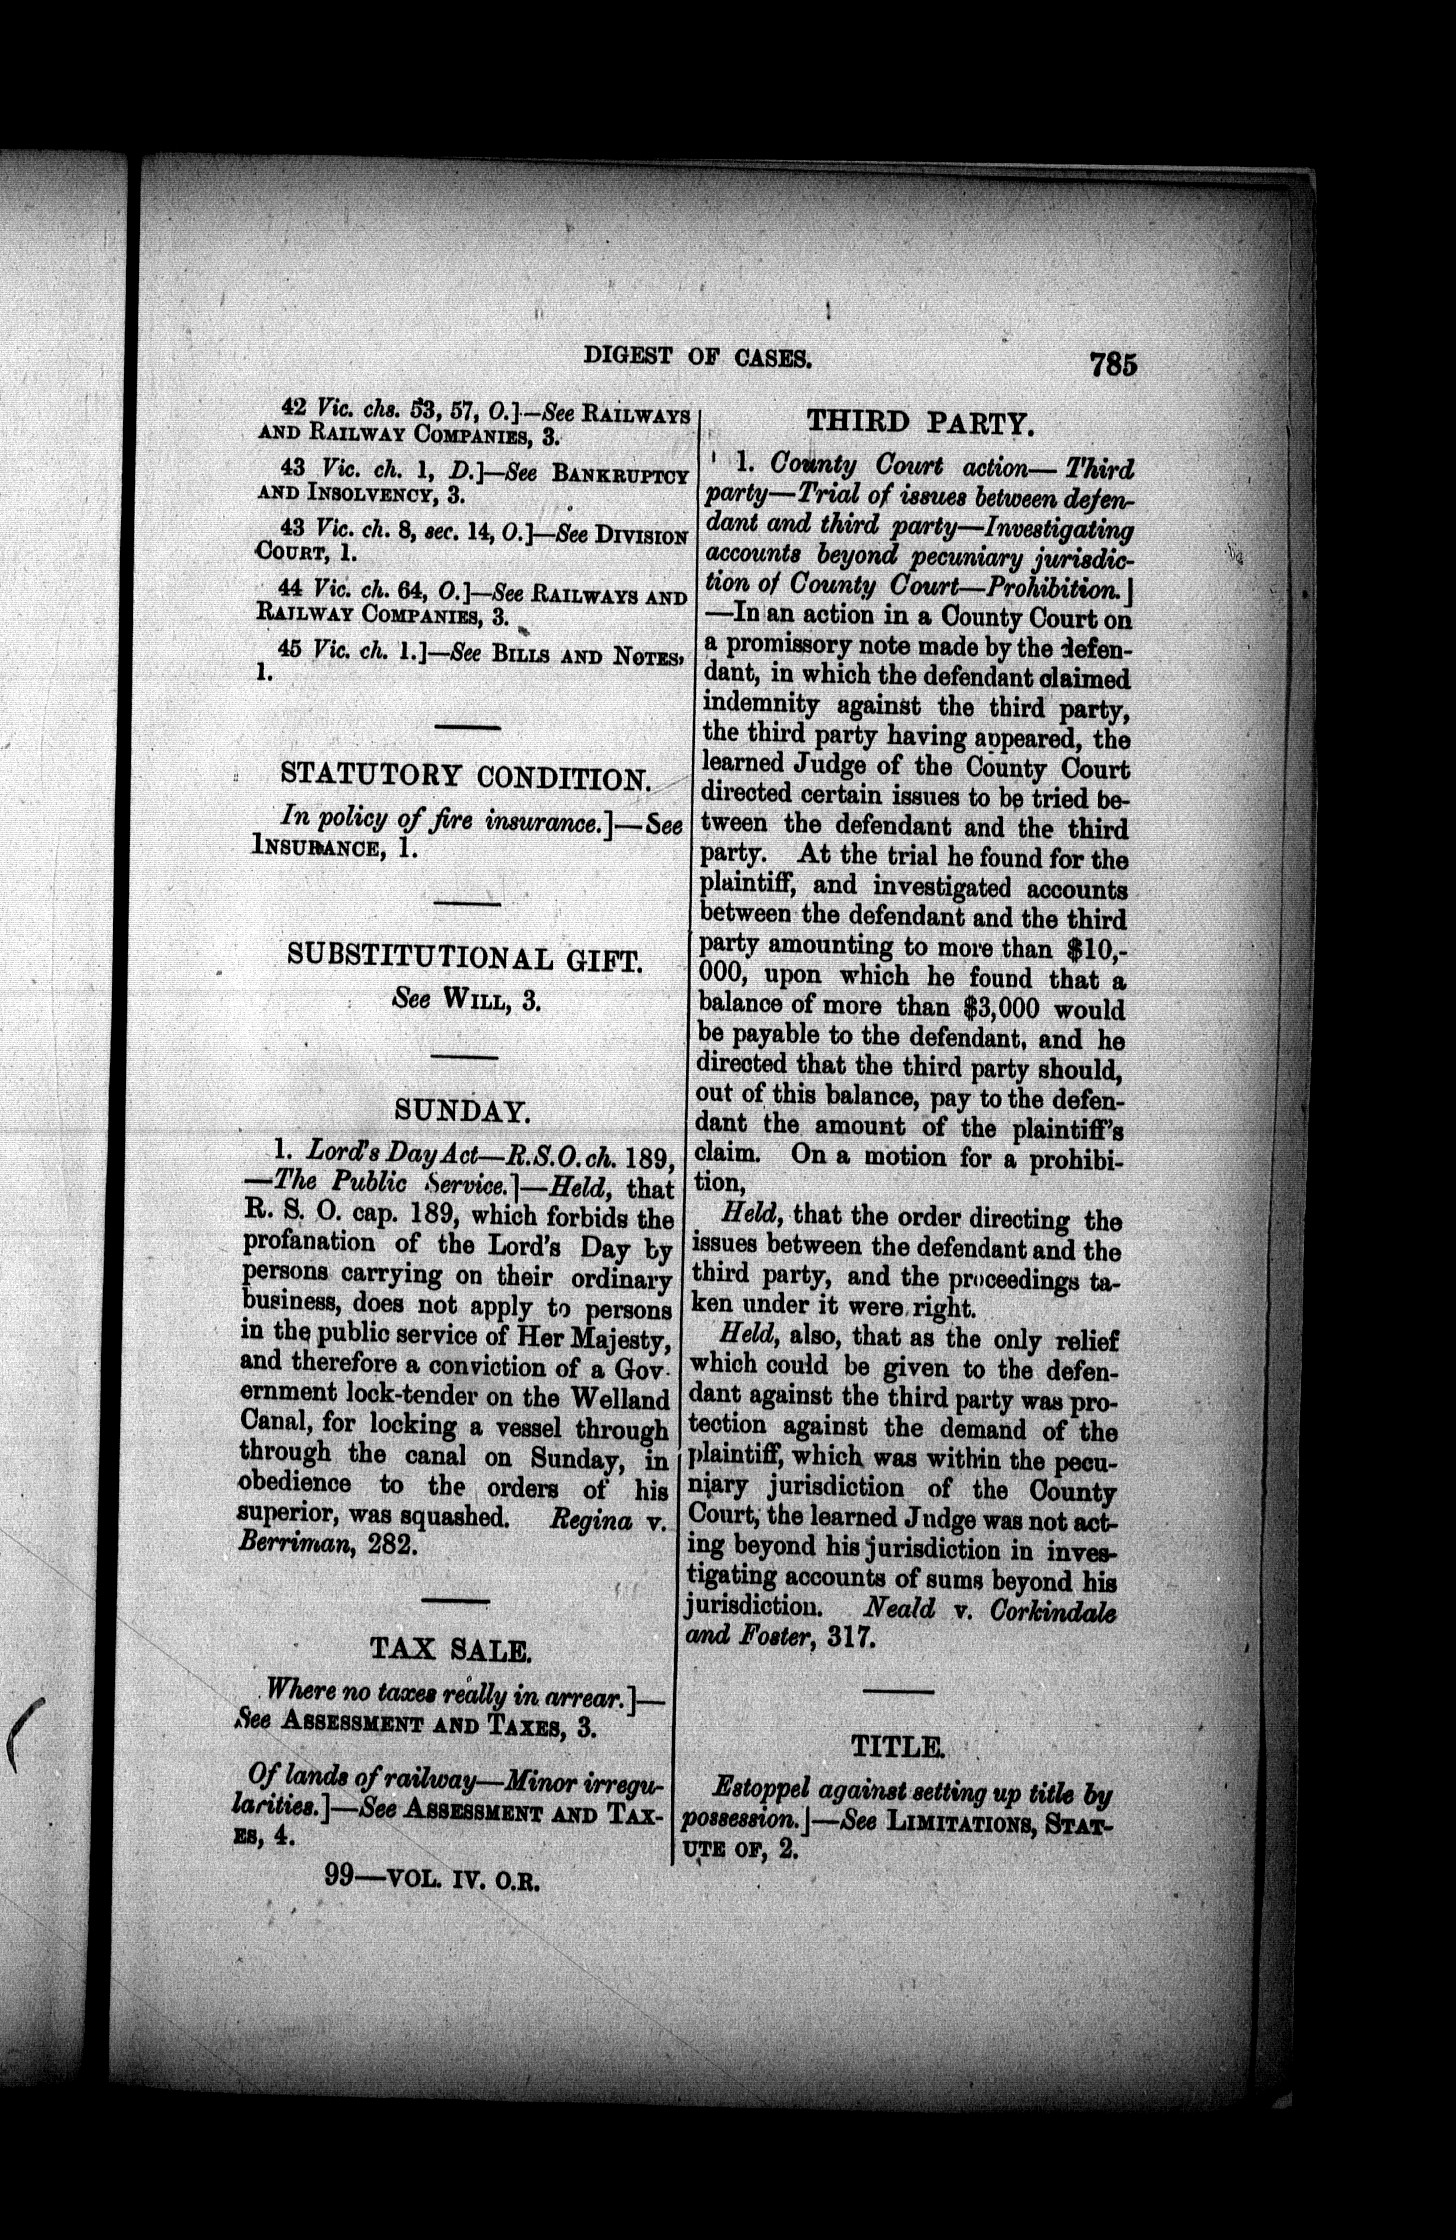 DIGEST OF CASES.
785
42 Vic. chs. 53, 57, O.]—See RAILWAYS
AND RAILWAY COMPANIES, 3.
43 Vic. ch. 1, D.]—See BANKRUPTCY
AND INSOLVENCY, 3.
43 Vic. ch. 8, sec. 14, O.]—See DIVISION
COURT, 1.
44 Vic. ch. 64, O.]—See RAILWAYS AND
RAILWAY COMPANIES, 3.
45 Vic. ch. 1.]—See BILLS AND NOTES,
1.
STATUTORY CONDITION.
In policy of fire insurance.]—See
INSURANCE, 1.
SUBSTITUTIONAL GIFT.
See WILL, 3.
SUNDAY.
1. Lord's Day Act—R.S.O. ch. 189,
—The Public Service.]—Held, that
R. S. O. cap. 189, which forbids the
profanation of the Lord's Day by
persons carrying on their ordinary
business, does not apply to persons
in the public service of Her Majesty,
and therefore a conviction of a Gov-
ernment lock-tender on the Welland
Canal, for locking a vessel through
through the canal on Sunday, in
obedience to the orders of his
superior, was squashed. Regina v.
Berriman, 282.
TAX SALE.
Where no taxes really in arrear.]—
See ASSESSMENT AND TAXES, 3.
Of lands of railway—Minor irregu-
larities.]—See ASSESSMENT AND TAX-
ES, 4.
99—VOL. IV. O.R.
THIRD PARTY.
1. County Court action— Third
party—Trial of issues between defen-
dant and third party—Investigating
accounts beyond pecuniary jurisdic-
tion of County Court—Prohibition.]
—In an action in a County Court on
a promissory note made by the defen-
dant, in which the defendant claimed
indemnity against the third party,
the third party having appeared, the
learned Judge of the County Court
directed certain issues to be tried be-
tween the defendant and the third
party. At the trial he found for the
plaintiff, and investigated accounts
between the defendant and the third
party amounting to more than $10,-
000, upon which he found that a
balance of more than $3,000 would
be payable to the defendant, and he
directed that the third party should,
out of this balance, pay to the defen-
dant the amount of the plaintiff's
claim. On a motion for a prohibi-
tion,
Held, that the order directing the
issues between the defendant and the
third party, and the proceedings ta-
ken under it were right.
Held, also, that as the only relief
which could be given to the defen-
dant against the third party was pro-
tection against the demand of the
plaintiff, which was within the pecu-
niary jurisdiction of the County
Court, the learned Judge was not act-
ing beyond his jurisdiction in inves-
tigating accounts of sums beyond his
jurisdiction. Neald v. Corkindale
and Foster, 317.
TITLE.
Estoppel against setting up title by
possession.]—See LIMITATIONS, STAT-
UTE OF, 2.